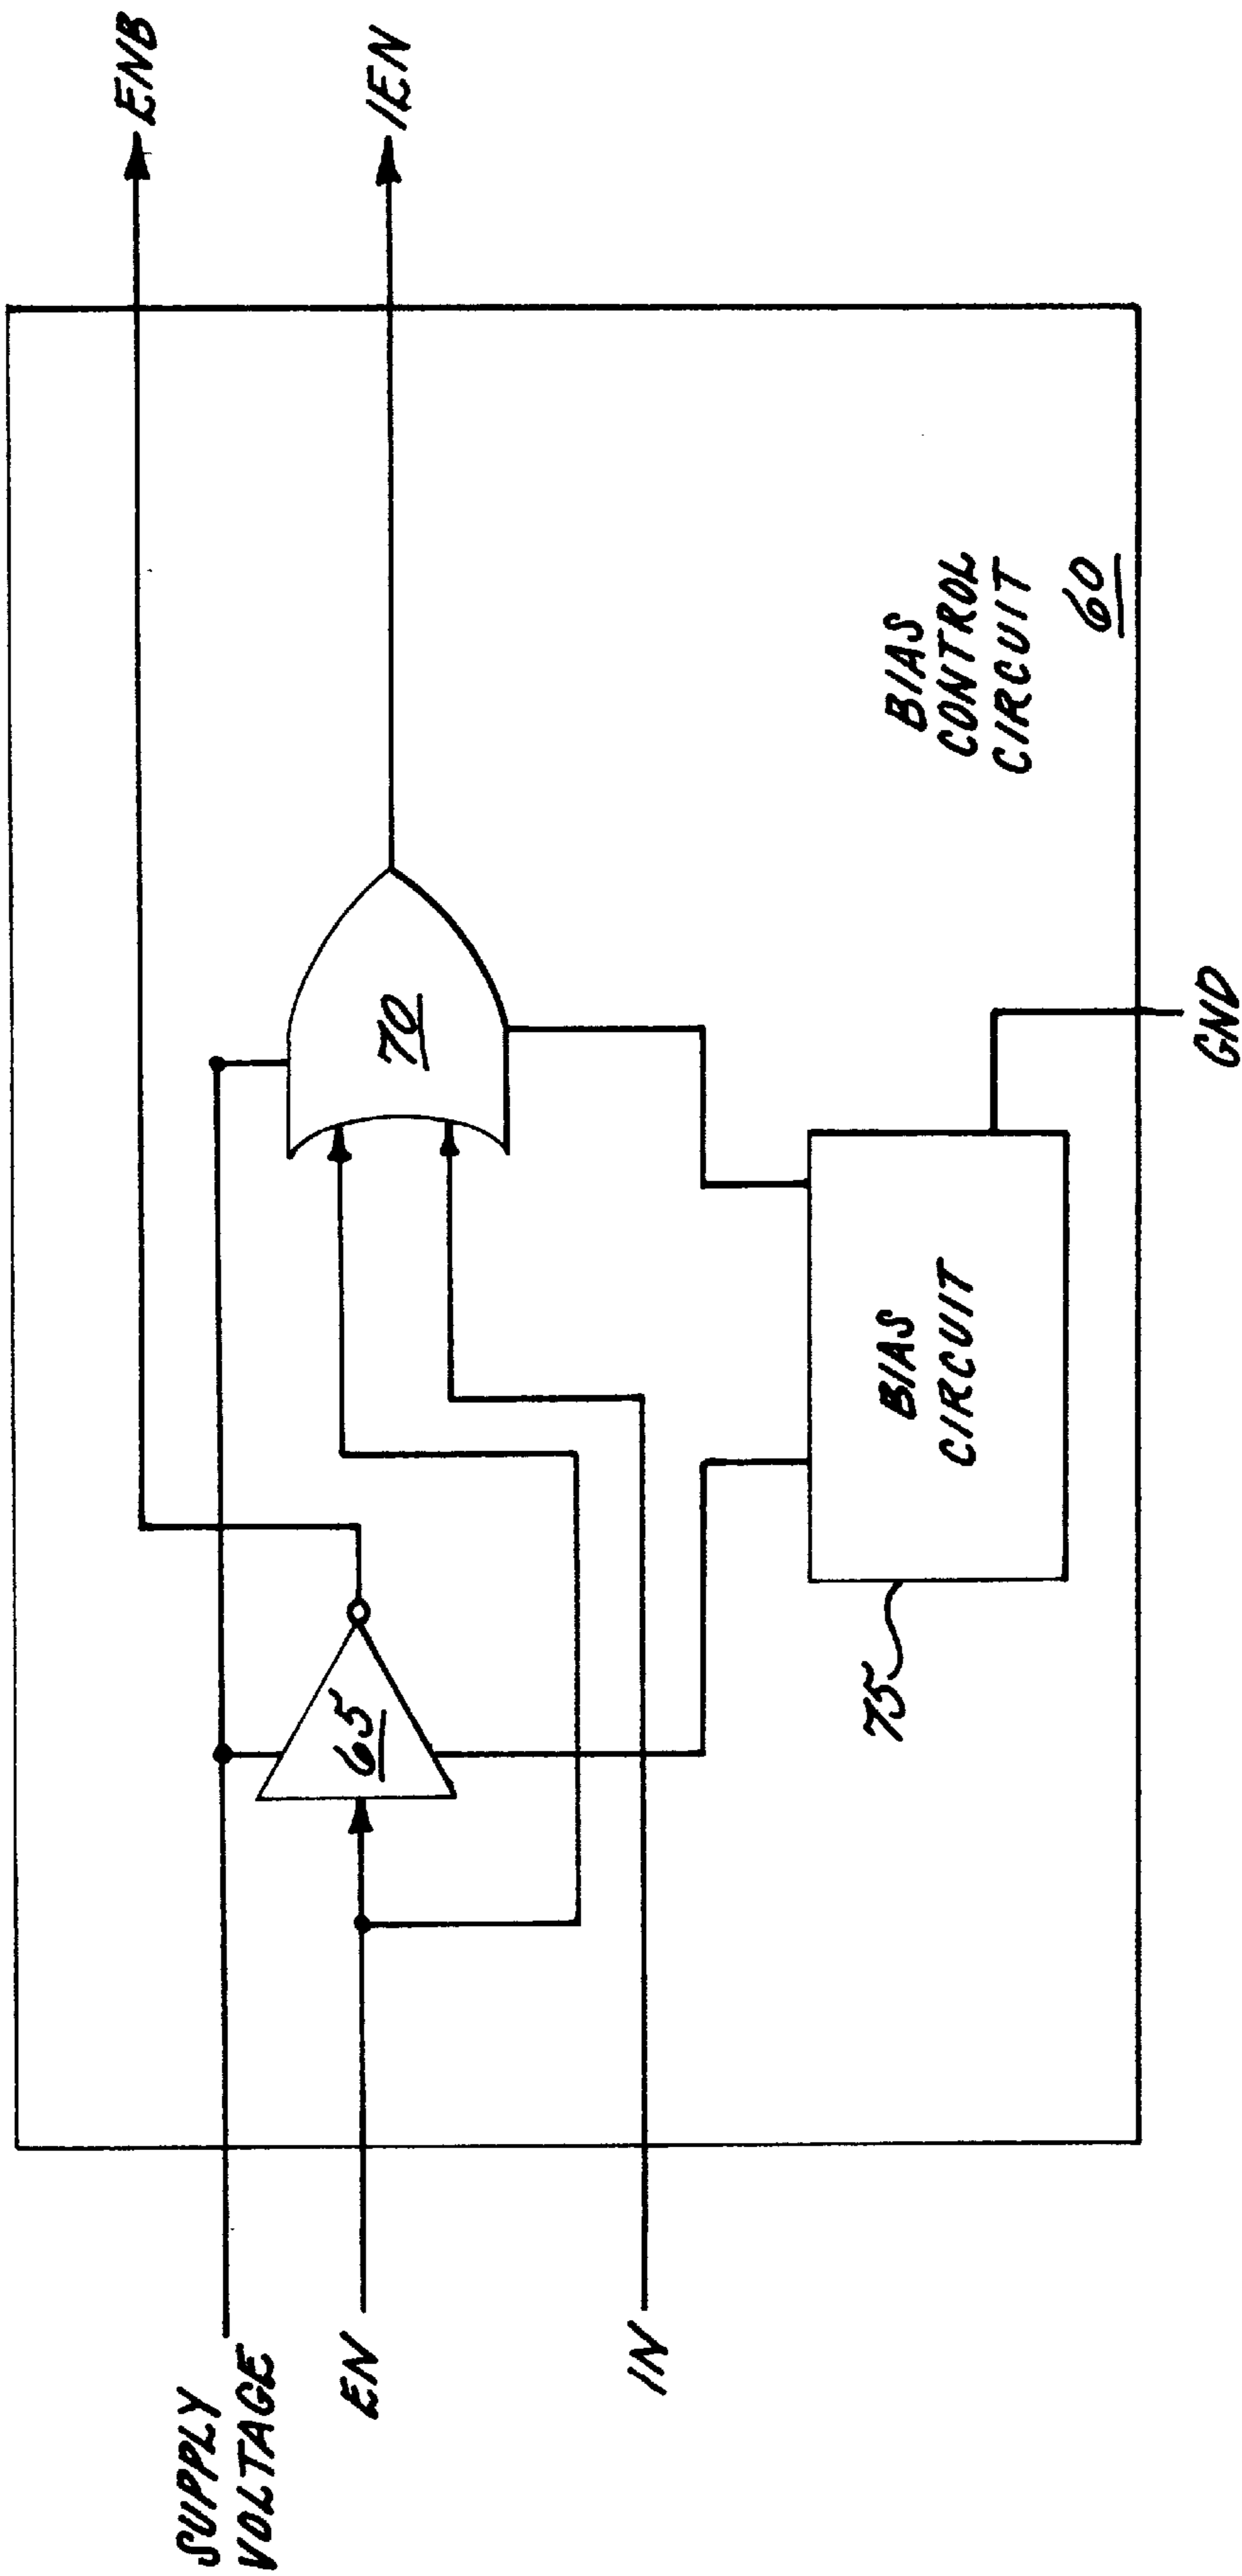 SUPPLY
VOLTAGE
EN
IN
ENB
IEN
65
70
75
BIAS
CIRCUIT
BIAS
CONTROL
CIRCUIT
60
GND